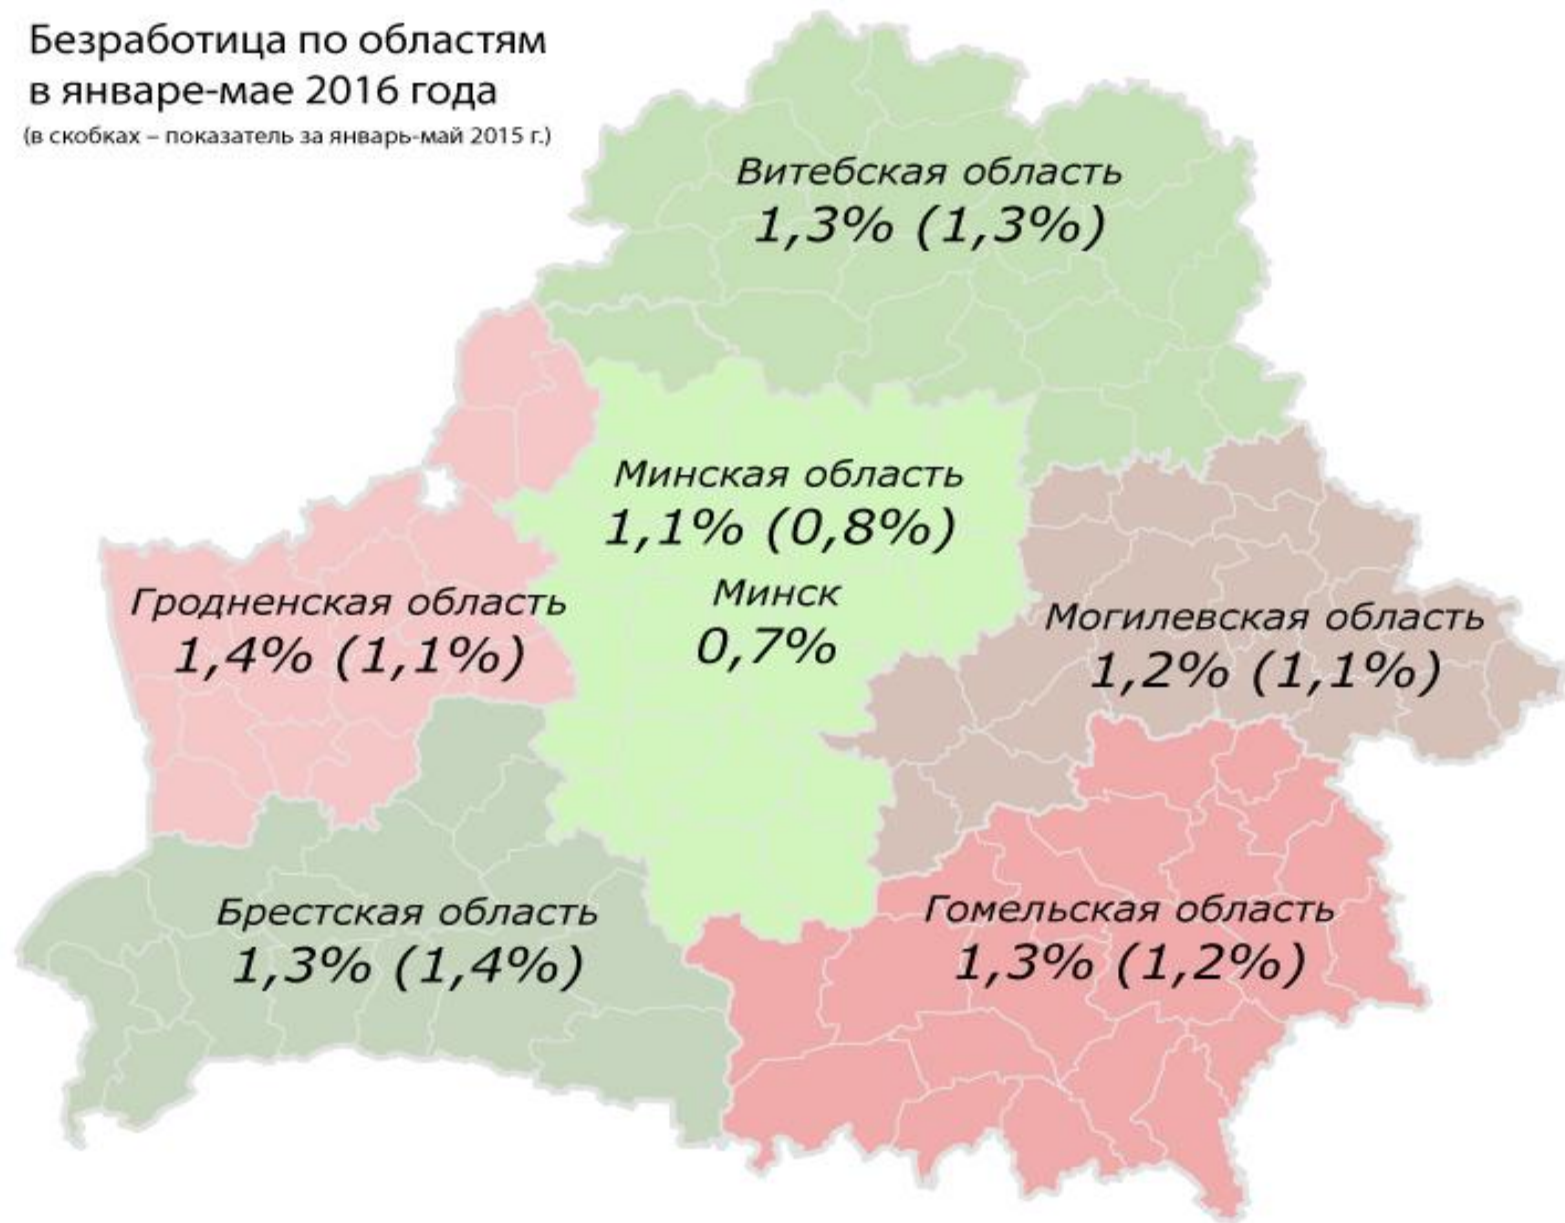 Безработица по областям
в январе-мае 2016 года
(в скобках – показатель за январь-май 2015 г.)
Витебская область
1,3% (1,3%)
Минская область
1,1% (0,8%)
Минск
0,7%
Гродненская область
1,4% (1,1%)
Могилевская область
1,2% (1,1%)
Брестская область
1,3% (1,4%)
Гомельская область
1,3% (1,2%)